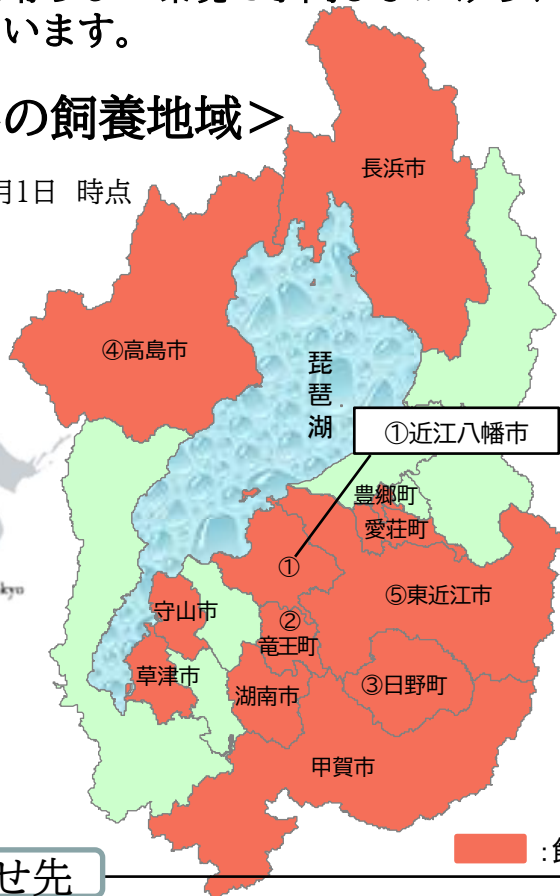 います。
の飼養地域＞
月1日 時点
長浜市
④高島市
琵琶湖
①近江八幡市
豊郷町
愛荘町
①
⑤東近江市
守山市
②
竜王町
草津市
③日野町
湖南市
甲賀市
せ先